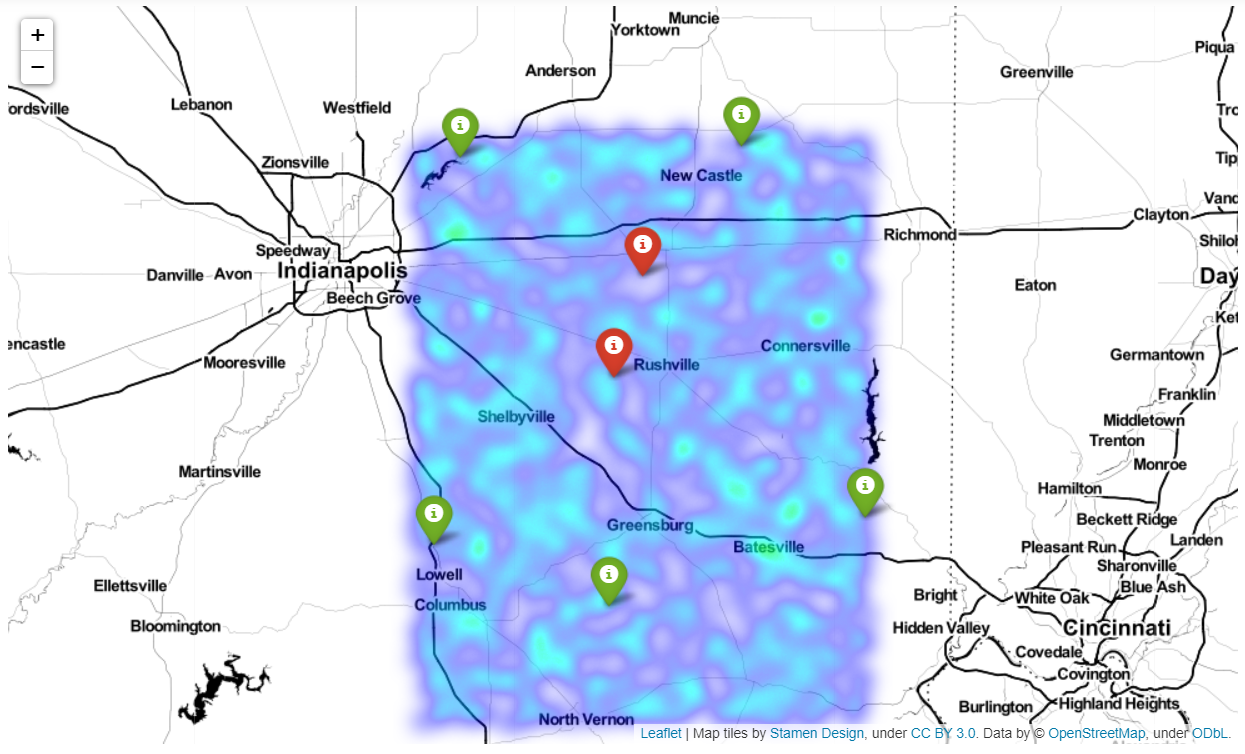 +
−
Muncie
Yorktown
Piqua
Anderson
Greenville
Lebanon
Westfield
ordsville
Tro
i
i
Zionsville
Tip
New Castle
Vand
Clayton
Richmond
Shiloh
i
Speedway
Indianapolis
Danville
Avon
Day
Eaton
Beech Grove
Ket
encastle
i
Connersville
Germantown
Mooresville
Rushville
Franklin
Shelbyville
Middletown
Trenton
Martinsville
Monroe
i
Hamilton
i
Greensburg
Beckett Ridge
Landen
Batesville
Pleasant Run
Sharonville
i
Lowell
Ellettsville
Blue Ash
Bright
White Oak
Columbus
Bloomington
Hidden Valley
Cincinnati
Covedale
Covington
Burlington
Highland Heights
North Vernon
Leaflet | Map tiles by Stamen Design, under CC BY 3.0. Data by © OpenStreetMap, under ODbL.